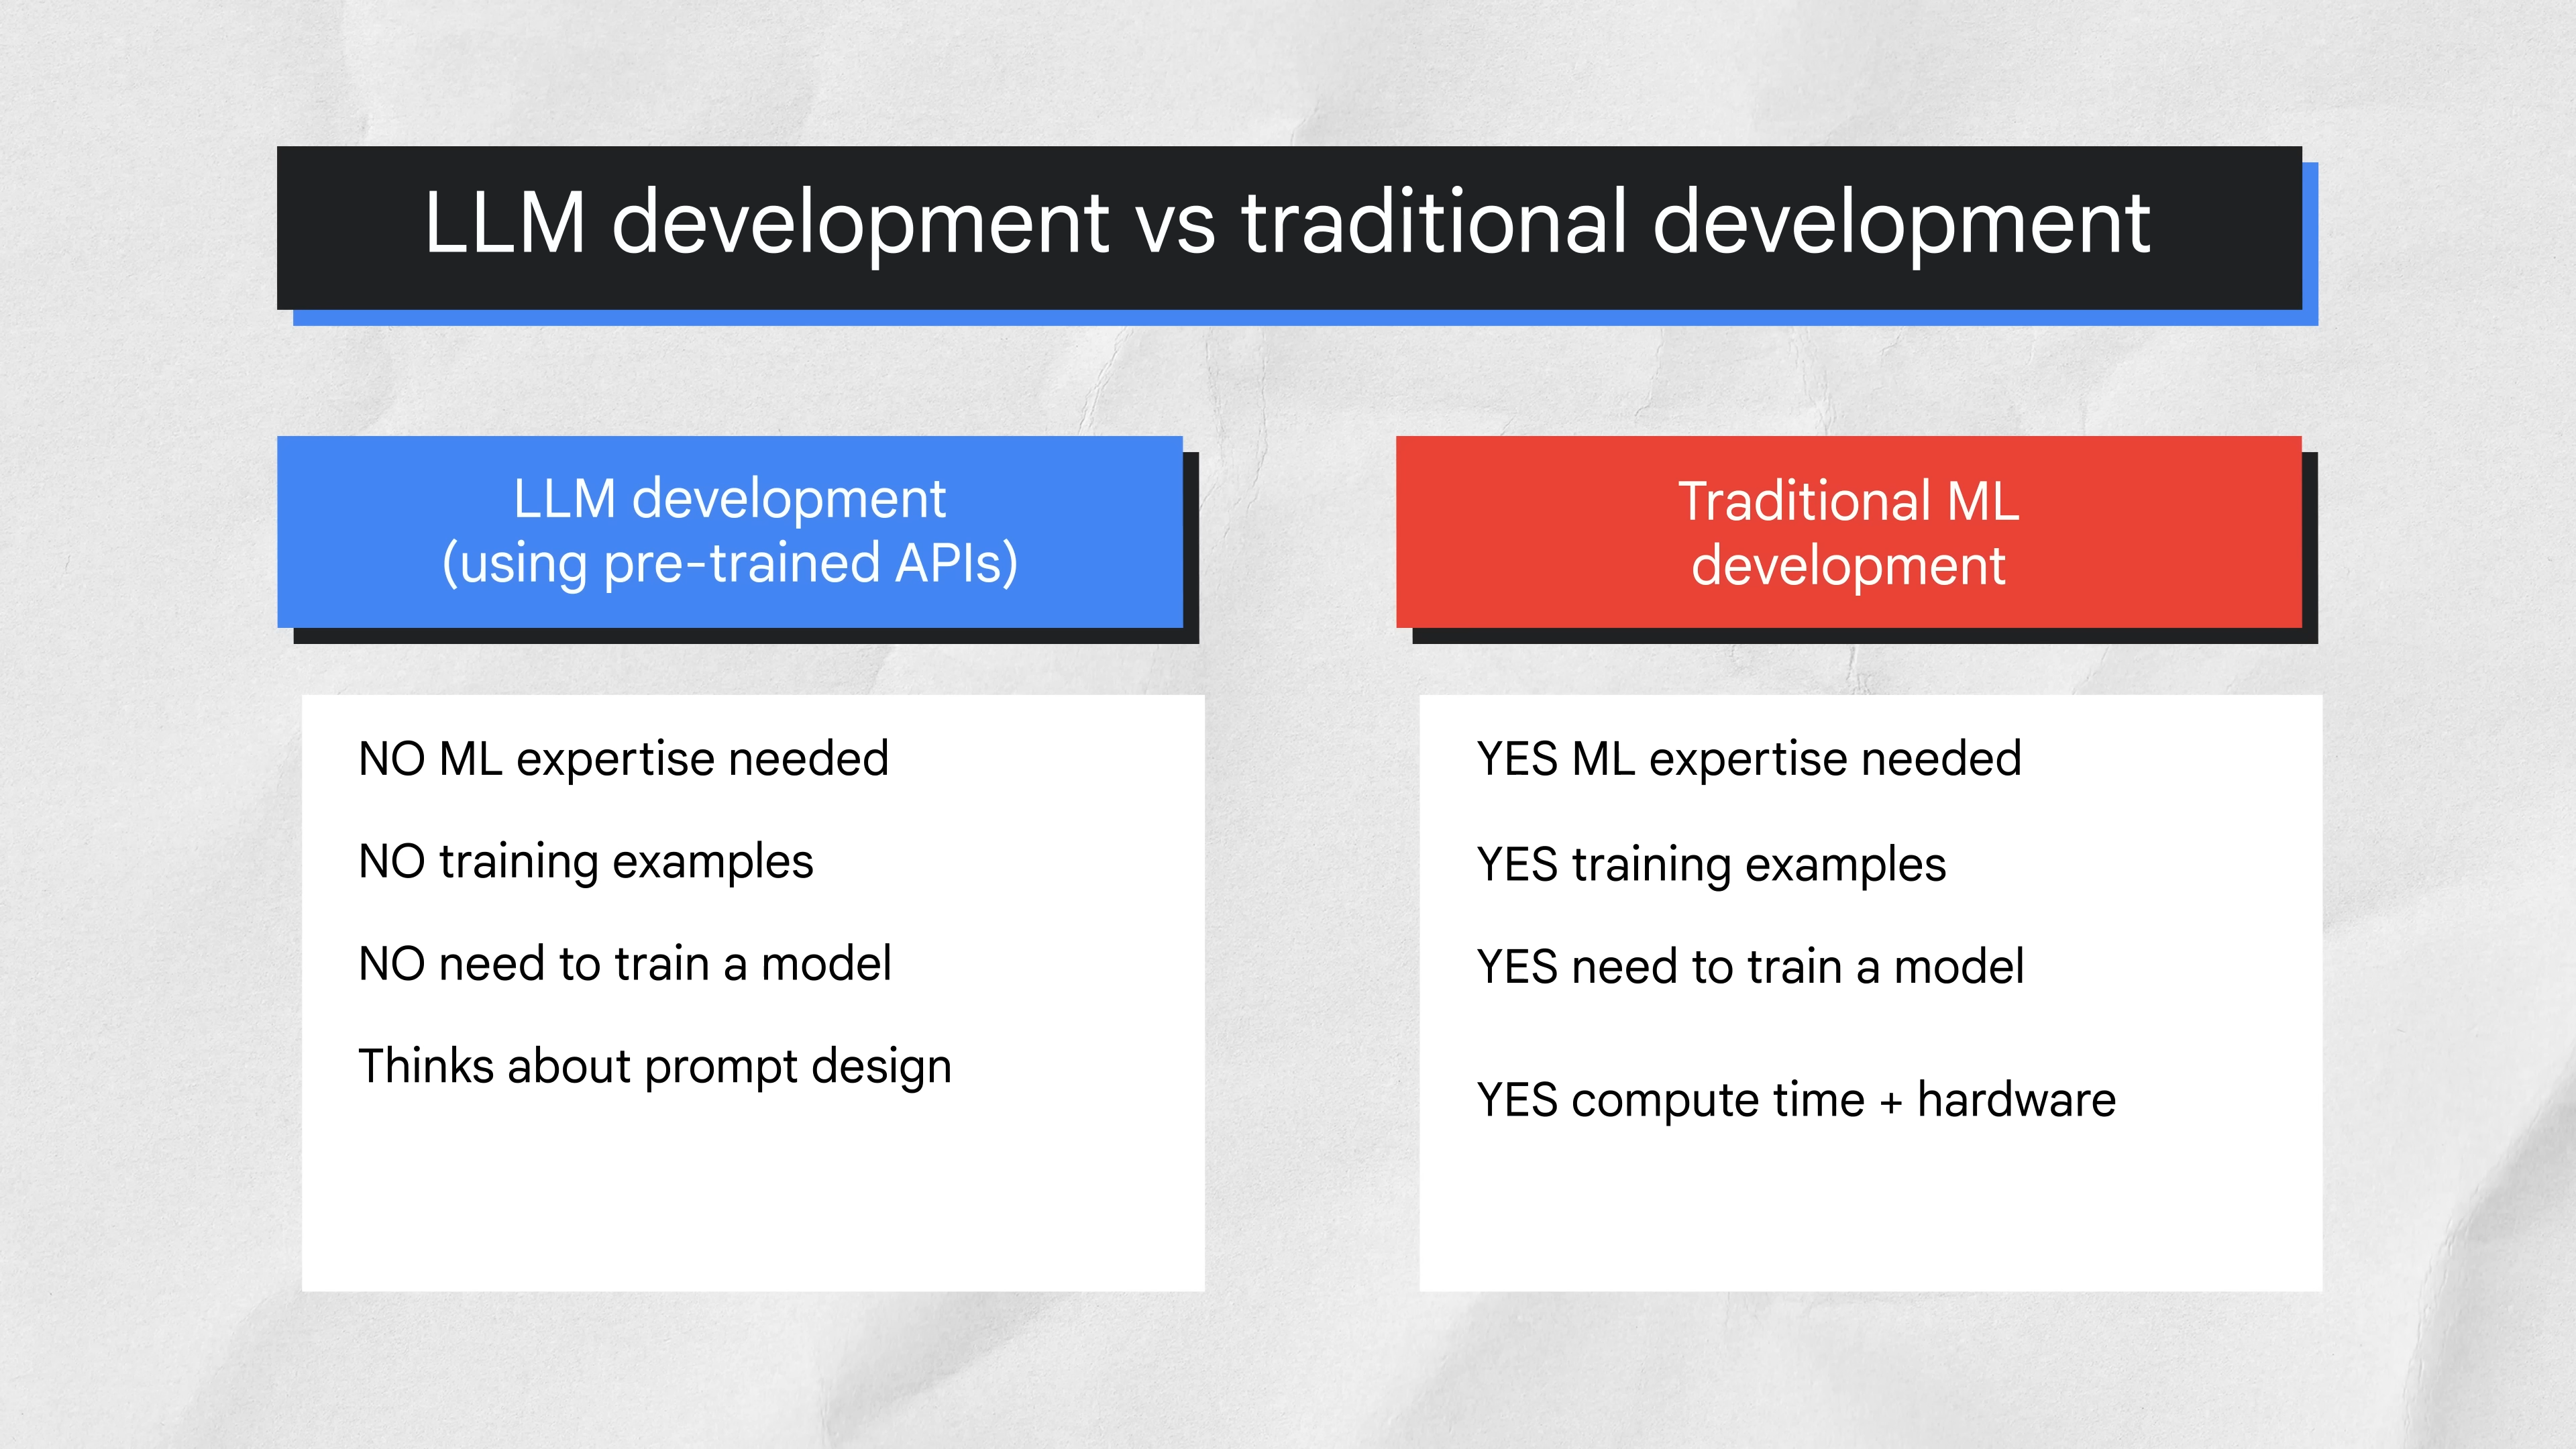 LLM development vs traditional development
LLM development
(using pre-trained APIs)
NO ML expertise needed
NO training examples
NO need to train a model
Thinks about prompt design
Traditional ML
development
YES ML expertise needed
YES training examples
YES need to train a model
YES compute time + hardware